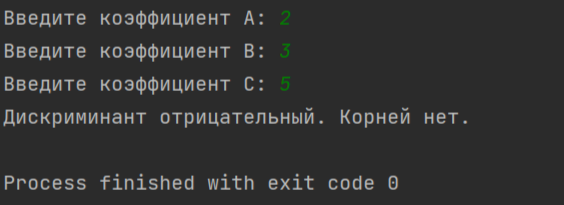 Введите коэффициент A: 2
Введите коэффициент B: 3
Введите коэффициент C: 5
Дискриминант отрицательный. Корней нет.
Process finished with exit code 0